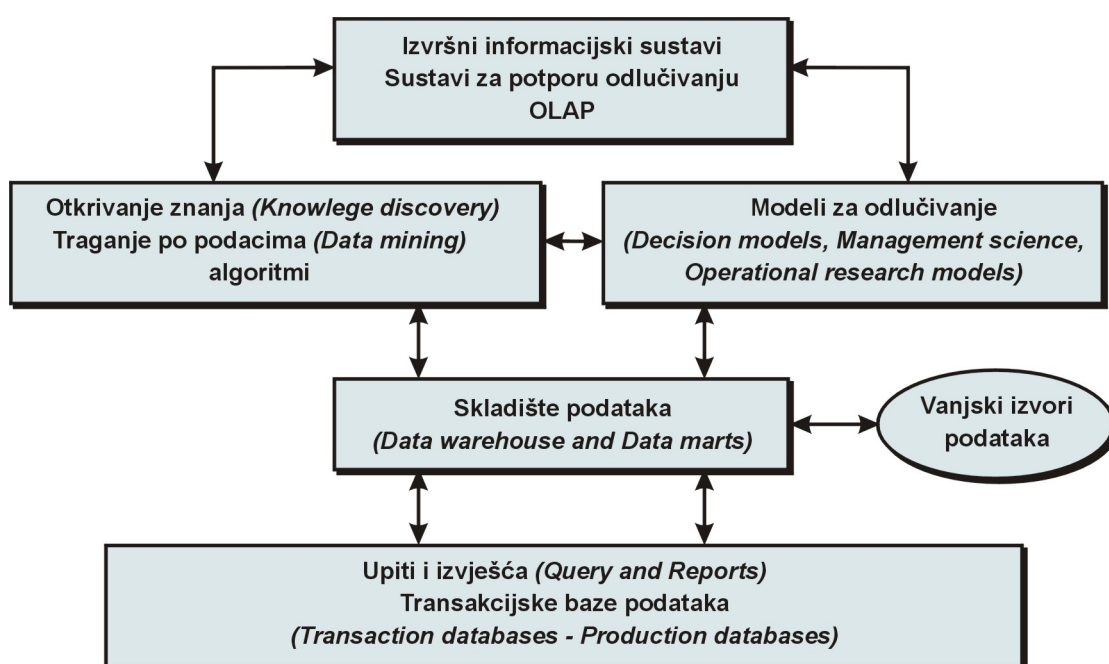 Izvršni informacijski sustavi
Sustavi za potporu odlučivanju
OLAP
Otkrivanje znanja (Knowlege discovery)
Traganje po podacima (Data mining)
algoritmi
Modeli za odlučivanje
(Decision models, Management science,
Operational research models)
Skladište podataka
(Data warehouse and Data marts)
Vanjski izvori
podataka
Upiti i izvješća (Query and Reports)
Transakcijske baze podataka
(Transaction databases - Production databases)